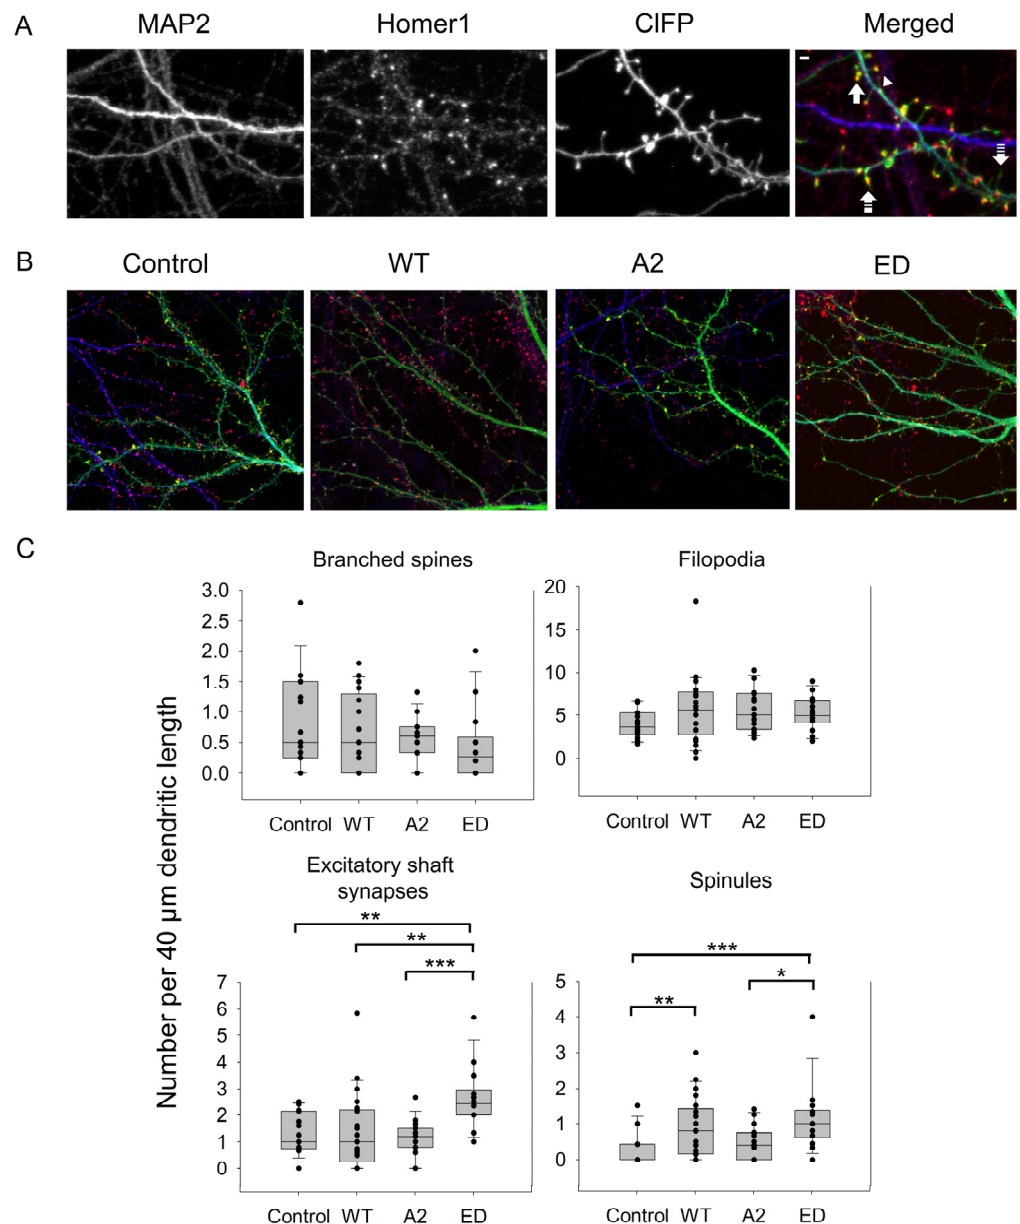 A
MAP2 Homer1 ClFP Merged
B
Control WT A2 ED
C
Number per 40 μm dendritic length
Branched spines
3.0
2.5
2.0
1.5
1.0
0.5
0.0
Control WT A2 ED
Filopodia
20
15
10
5
0
Control WT A2 ED
Excitatory shaft
synapses
**
**
***
7
6
5
4
3
2
1
0
Control WT A2 ED
Spinules
***
*
**
5
4
3
2
1
0
Control WT A2 ED